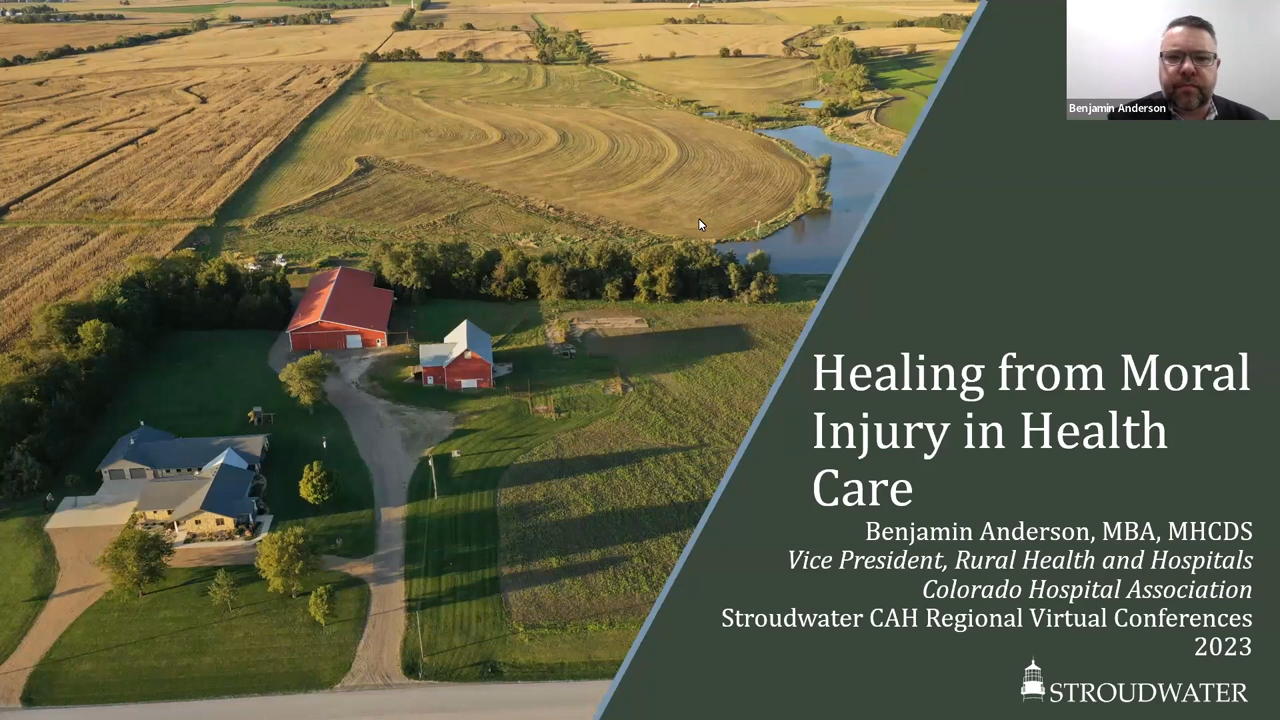 Benjamin Anderson
Healing from Moral
Injury in Health
Care
Benjamin Anderson, MBA, MHCDS
Vice President, Rural Health and Hospitals
Colorado Hospital Association
Stroudwater CAH Regional Virtual Conferences
2023
STROUDWATER